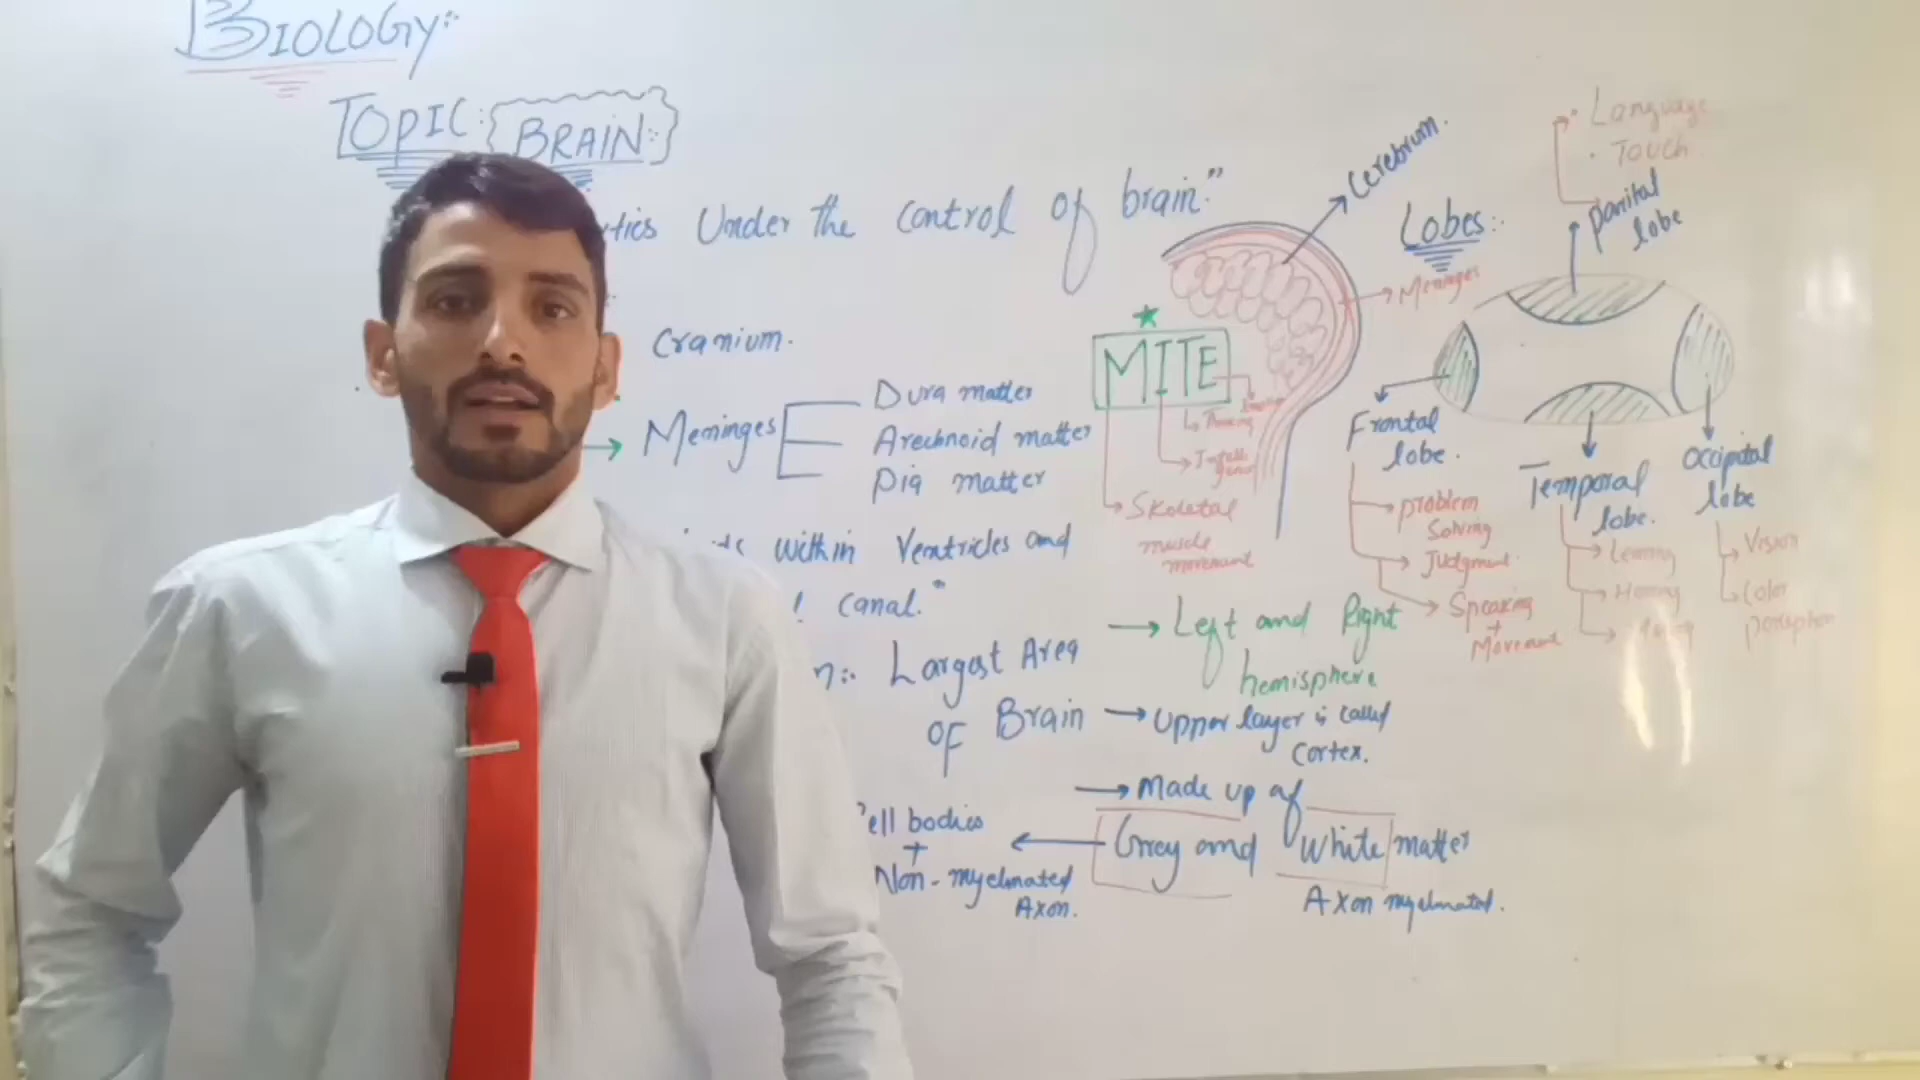 BIOLOGY:-
TOPIC: BRAIN:-
Under the control of brain."
Cranium.
Meninges
Dura matter
Arechnoid matter
Pia matter
within Ventricles and
canal."
Largest Area
of Brain
→ Left and Right
hemisphere
→ Upper layer is called
cortex.
→ Made up of
Grey and White matter
ell bodies
+
Non-myelinated
Axon.
Axon myelinated.
MITE
Skeletal
muscle
movement
Cerebrum.
Meninges
Lobes:-
• Language
• Touch
parital
lobe
Frontal
lobe.
problem
Solving
Judgment
Speaking
+
Movement
Temporal
lobe.
Occipital
lobe
Vision
Color